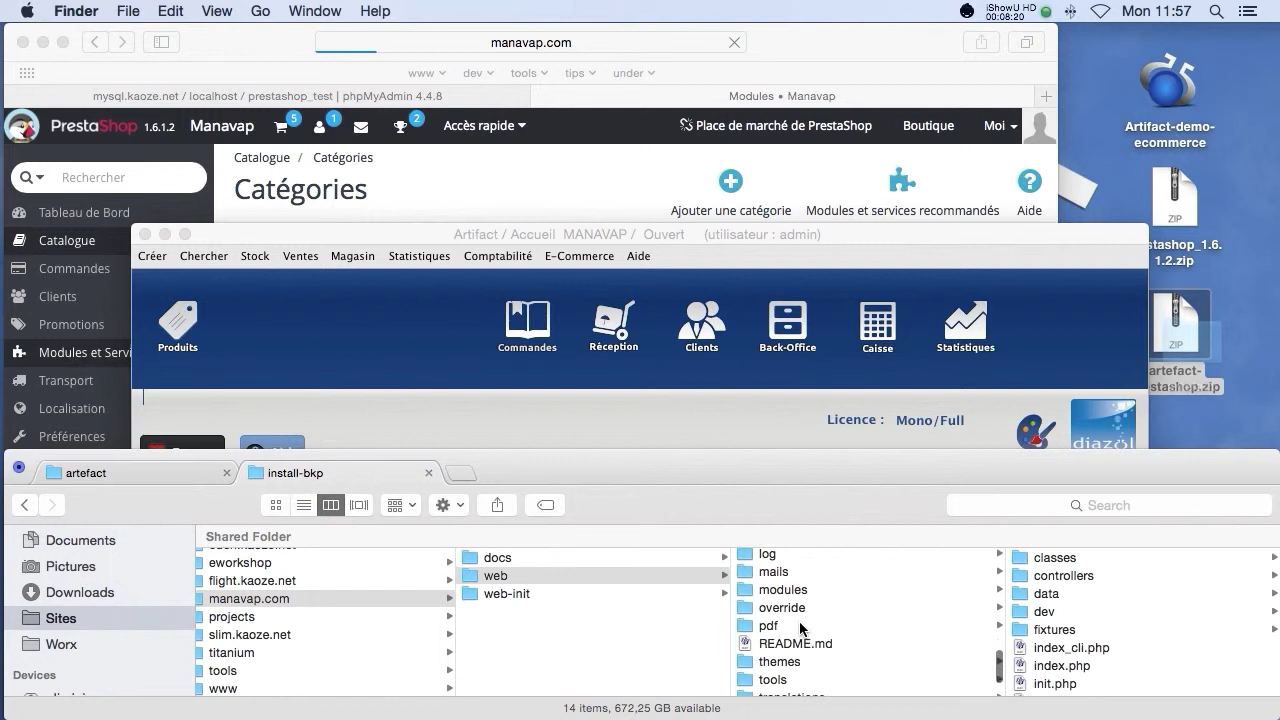 Finder File Edit View Go Window Help
iShowU HD
00:08:20
Mon 11:57
manavap.com
www dev tools tips under
mysql.kaoze.net / localhost / prestashop_test | phpMyAdmin 4.4.8
Modules • Manavap
PrestaShop 1.6.1.2 Manavap 5 1 2 Accès rapide
Place de marché de PrestaShop Boutique Moi
Rechercher
Catalogue / Catégories
Catégories
Ajouter une catégorie
Modules et services recommandés
Aide
Tableau de Bord
Catalogue
Commandes
Clients
Promotions
Modules et Servi
Transport
Localisation
Préférences
Artifact / Accueil MANAVAP / Ouvert (utilisateur : admin)
Créer Chercher Stock Ventes Magasin Statistiques Comptabilité E-Commerce Aide
Produits
Commandes
Réception
Clients
Back-Office
Caisse
Statistiques
Licence : Mono/Full
diazol
Artifact-demo-
ecommerce
ZIP
stashop_1.6.
1.2.zip
ZIP
artefact-
stashop.zip
artefact
install-bkp
Search
Shared Folder
Documents
Pictures
Downloads
Sites
Worx
Devices
eworkshop
flight.kaoze.net
manavap.com
projects
slim.kaoze.net
titanium
tools
www
docs
web
web-init
log
mails
modules
override
pdf
README.md
themes
tools
translations
classes
controllers
data
dev
fixtures
index_cli.php
index.php
init.php
14 items, 672,25 GB available